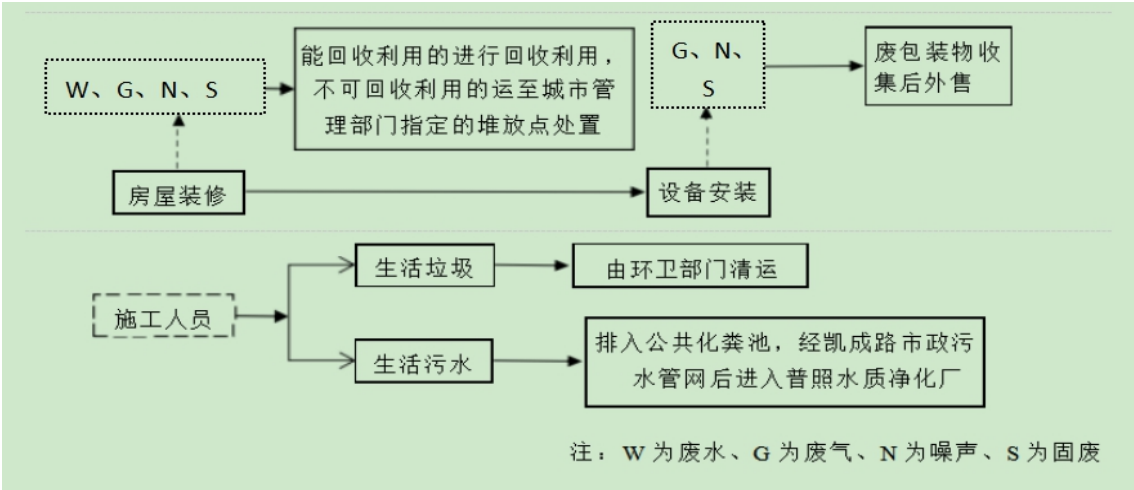 能回收利用的进行回收利用，
不可回收利用的运至城市管
理部门指定的堆放点处置
W、G、N、S
G、N、
S
废包装物收
集后外售
房屋装修
设备安装
生活垃圾
由环卫部门清运
施工人员
生活污水
排入公共化粪池，经凯成路市政污
水管网后进入普照水质净化厂
注：W 为废水、G 为废气、N 为噪声、S 为固废